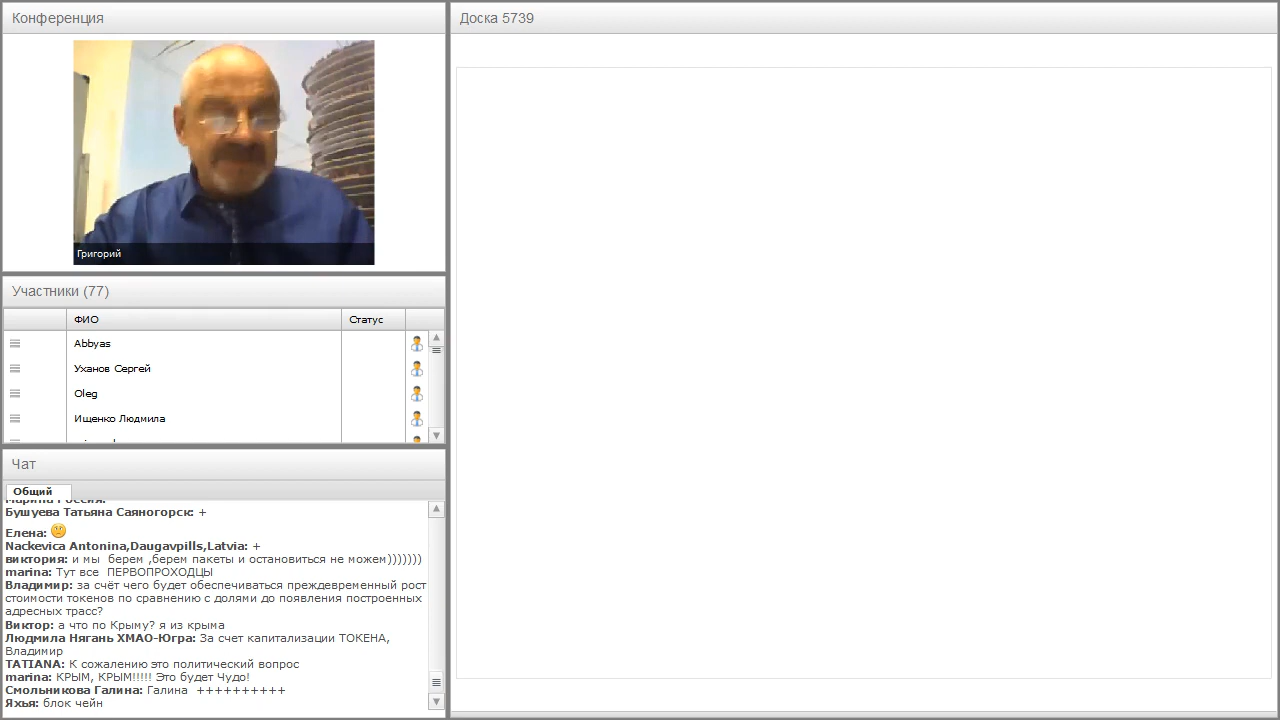 Конференция
Григорий
Участники (77)
ФИО Статус
Abbyas
Уханов Сергей
Oleg
Ищенко Людмила
Чат
Общий
Марина Россия:
Бушуева Татьяна Саяногорск: +
Елена:
Nackevica Antonina,Daugavpills,Latvia: +
виктория: и мы берем ,берем пакеты и остановиться не можем)))))))
marina: Тут все ПЕРВОПРОХОДЦЫ
Владимир: за счёт чего будет обеспечиваться преждевременный рост
стоимости токенов по сравнению с долями до появления построенных
адресных трасс?
Виктор: а что по Крыму? я из крыма
Людмила Нягань ХМАО-Югра: За счет капитализации ТОКЕНА,
Владимир
TATIANA: К сожалению это политический вопрос
marina: КРЫМ, КРЫМ!!!!! Это будет Чудо!
Смольникова Галина: Галина ++++++++++
Яхья: блок чейн
Доска 5739